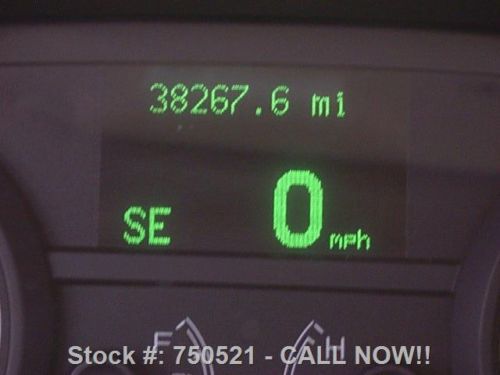 38267.6 mi
SE 0 mph
F H
Stock #: 750521 - CALL NOW!!